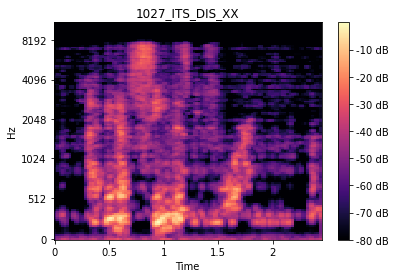 1027_ITS_DIS_XX
8192
4096
2048
1024
512
0
Hz
0
0.5
1
1.5
2
Time
-10 dB
-20 dB
-30 dB
-40 dB
-50 dB
-60 dB
-70 dB
-80 dB